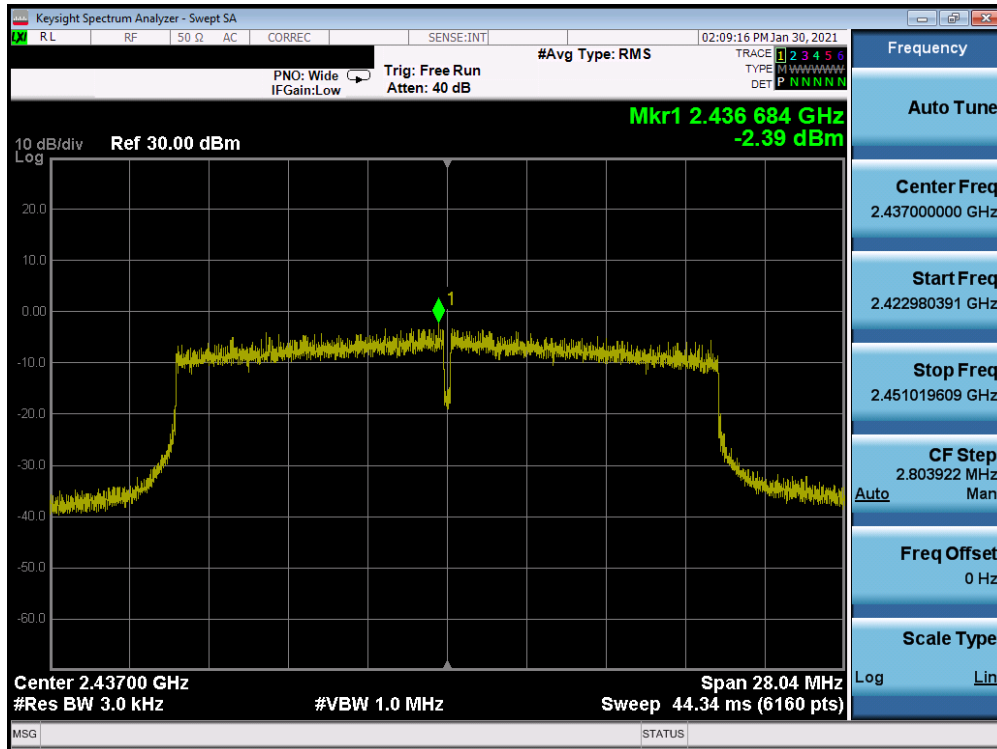 Keysight Spectrum Analyzer - Swept SA
LXI RL RF 50 Ω AC CORREC SENSE:INT 02:09:16 PM Jan 30, 2021
#Avg Type: RMS TRACE 1 2 3 4 5 6
PNO: Wide Trig: Free Run TYPE M WWWWW
IFGain:Low Atten: 40 dB DET P N N N N N
Mkr1 2.436 684 GHz
-2.39 dBm
10 dB/div Ref 30.00 dBm
Log
1
20.0
10.0
0.00
-10.0
-20.0
-30.0
-40.0
-50.0
-60.0
Center 2.43700 GHz Span 28.04 MHz
#Res BW 3.0 kHz #VBW 1.0 MHz Sweep 44.34 ms (6160 pts)
MSG STATUS
Frequency
Auto Tune
Center Freq
2.437000000 GHz
Start Freq
2.422980391 GHz
Stop Freq
2.451019609 GHz
CF Step
2.803922 MHz
Auto Man
Freq Offset
0 Hz
Scale Type
Log Lin